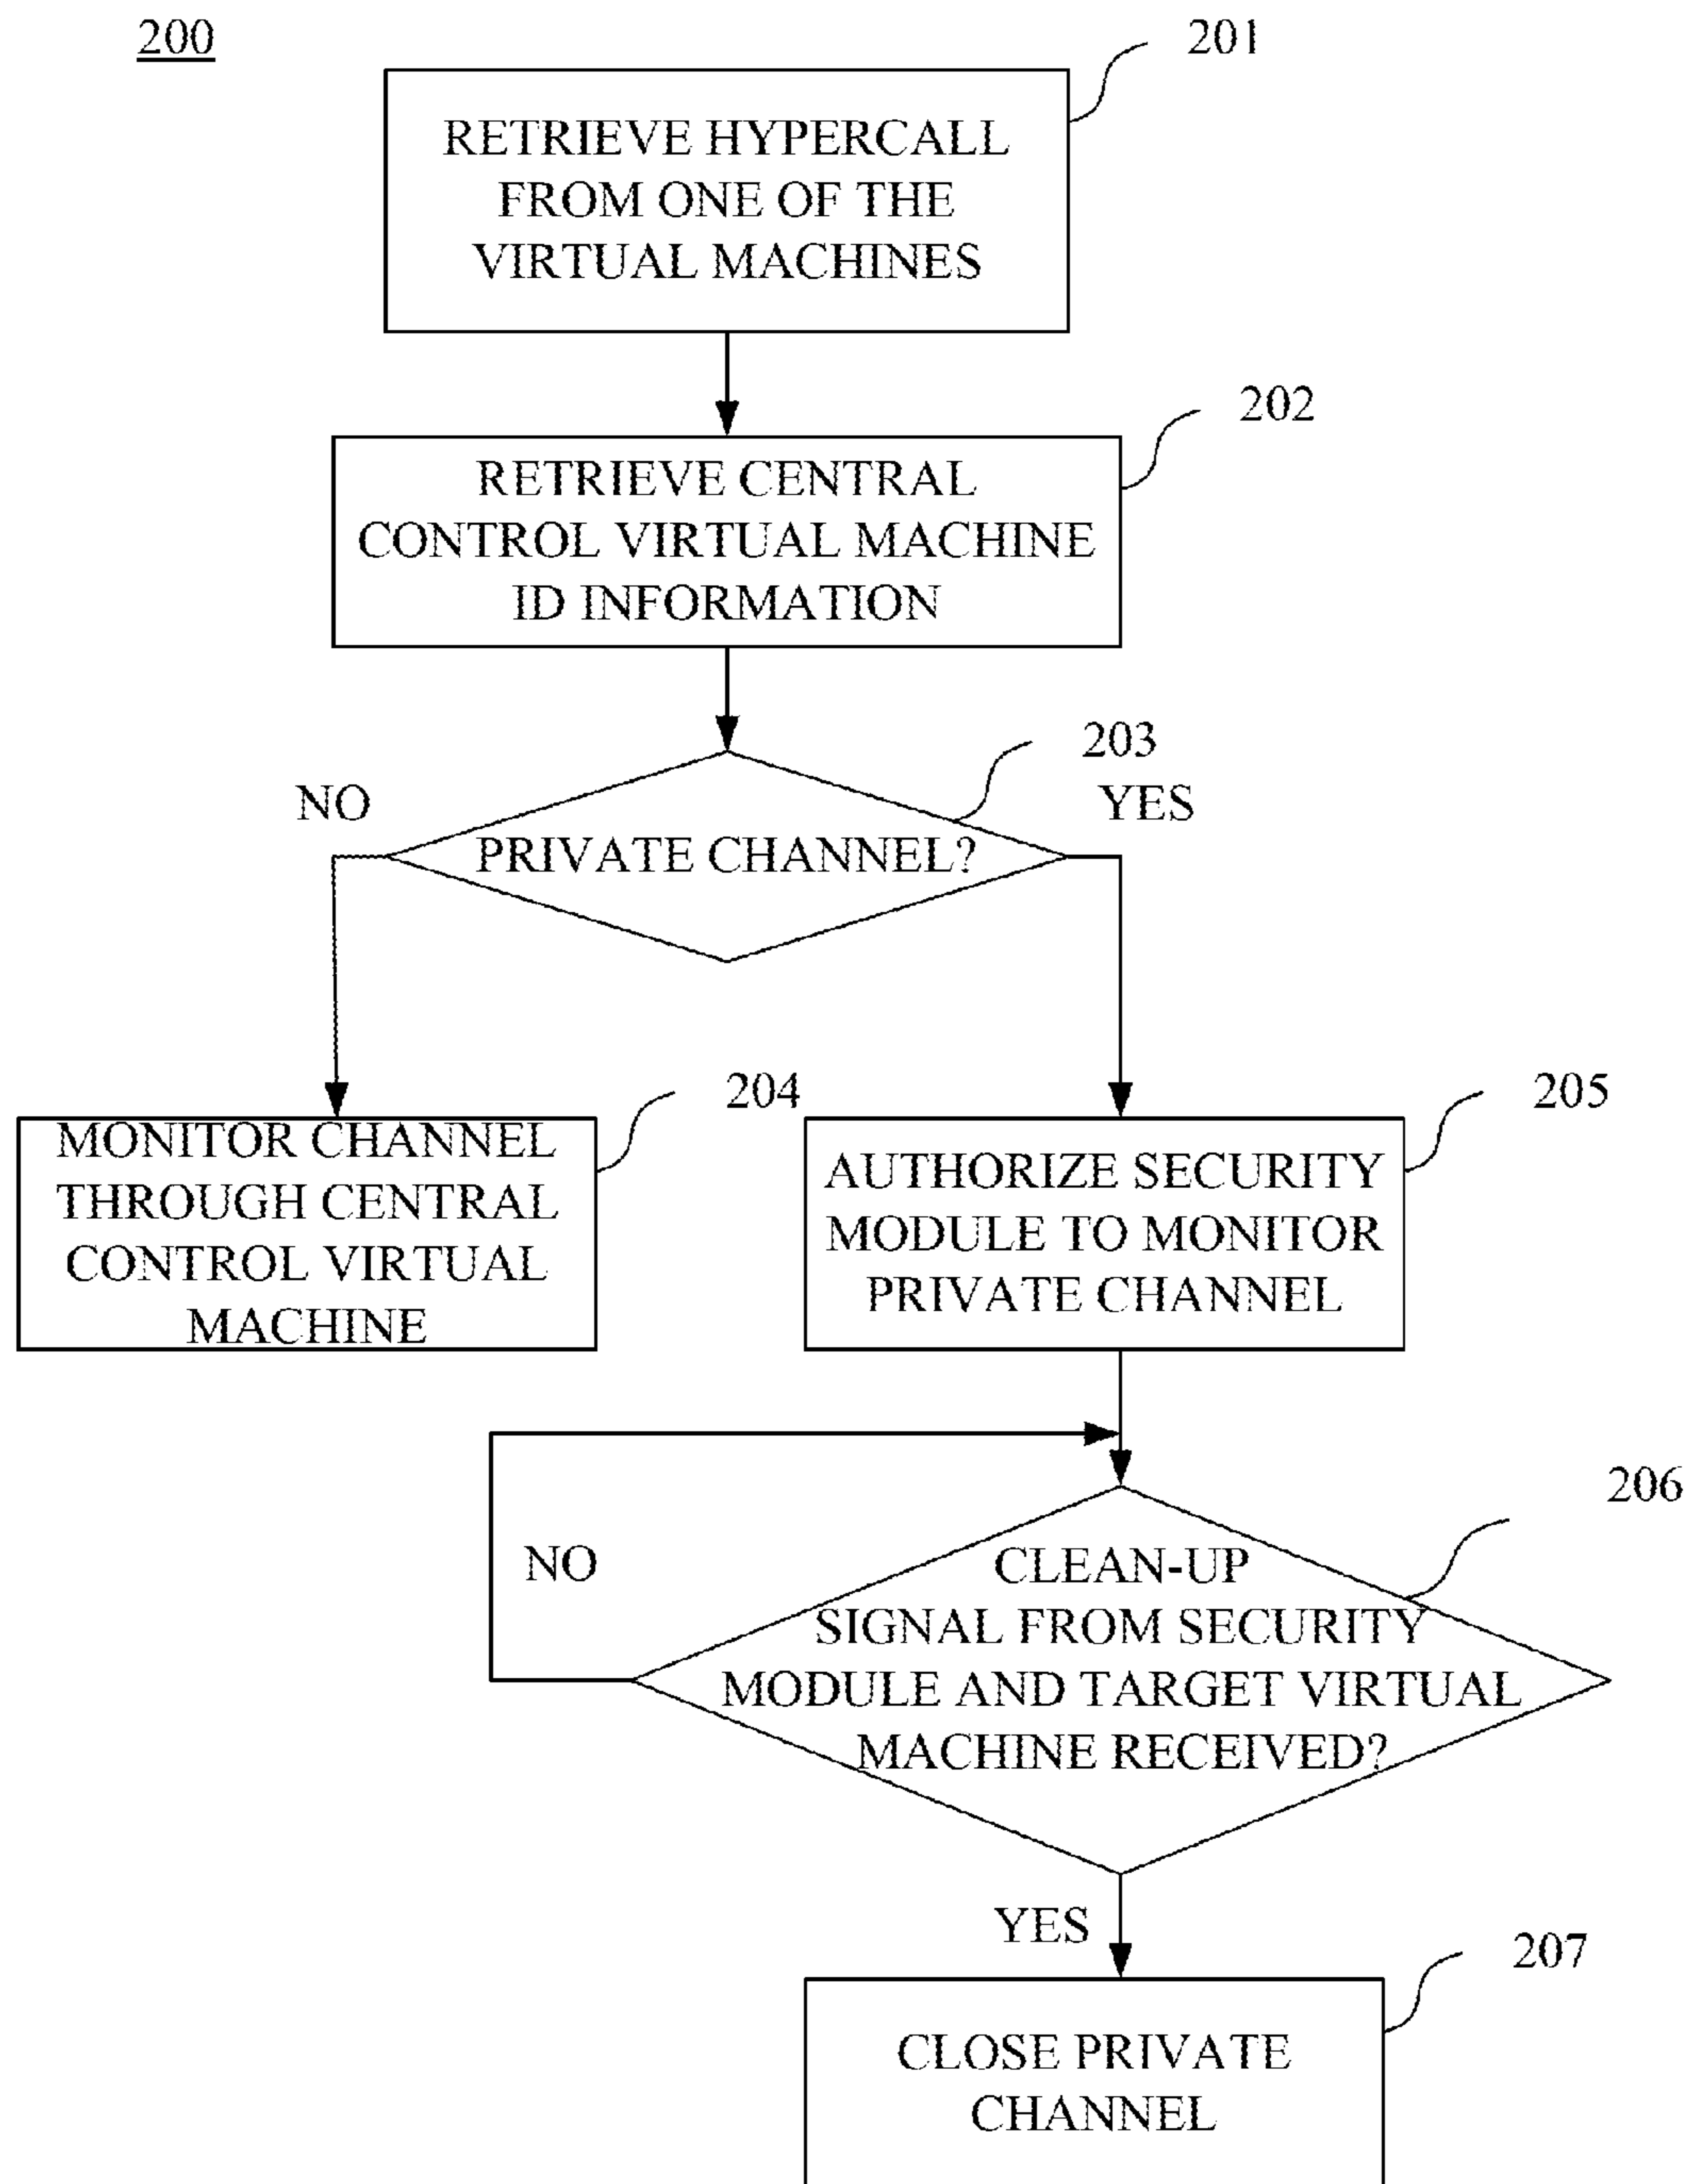 200
201
RETRIEVE HYPERCALL
FROM ONE OF THE
VIRTUAL MACHINES
202
RETRIEVE CENTRAL
CONTROL VIRTUAL MACHINE
ID INFORMATION
203
NO
YES
PRIVATE CHANNEL?
204
MONITOR CHANNEL
THROUGH CENTRAL
CONTROL VIRTUAL
MACHINE
205
AUTHORIZE SECURITY
MODULE TO MONITOR
PRIVATE CHANNEL
206
NO
CLEAN-UP
SIGNAL FROM SECURITY
MODULE AND TARGET VIRTUAL
MACHINE RECEIVED?
YES
207
CLOSE PRIVATE
CHANNEL